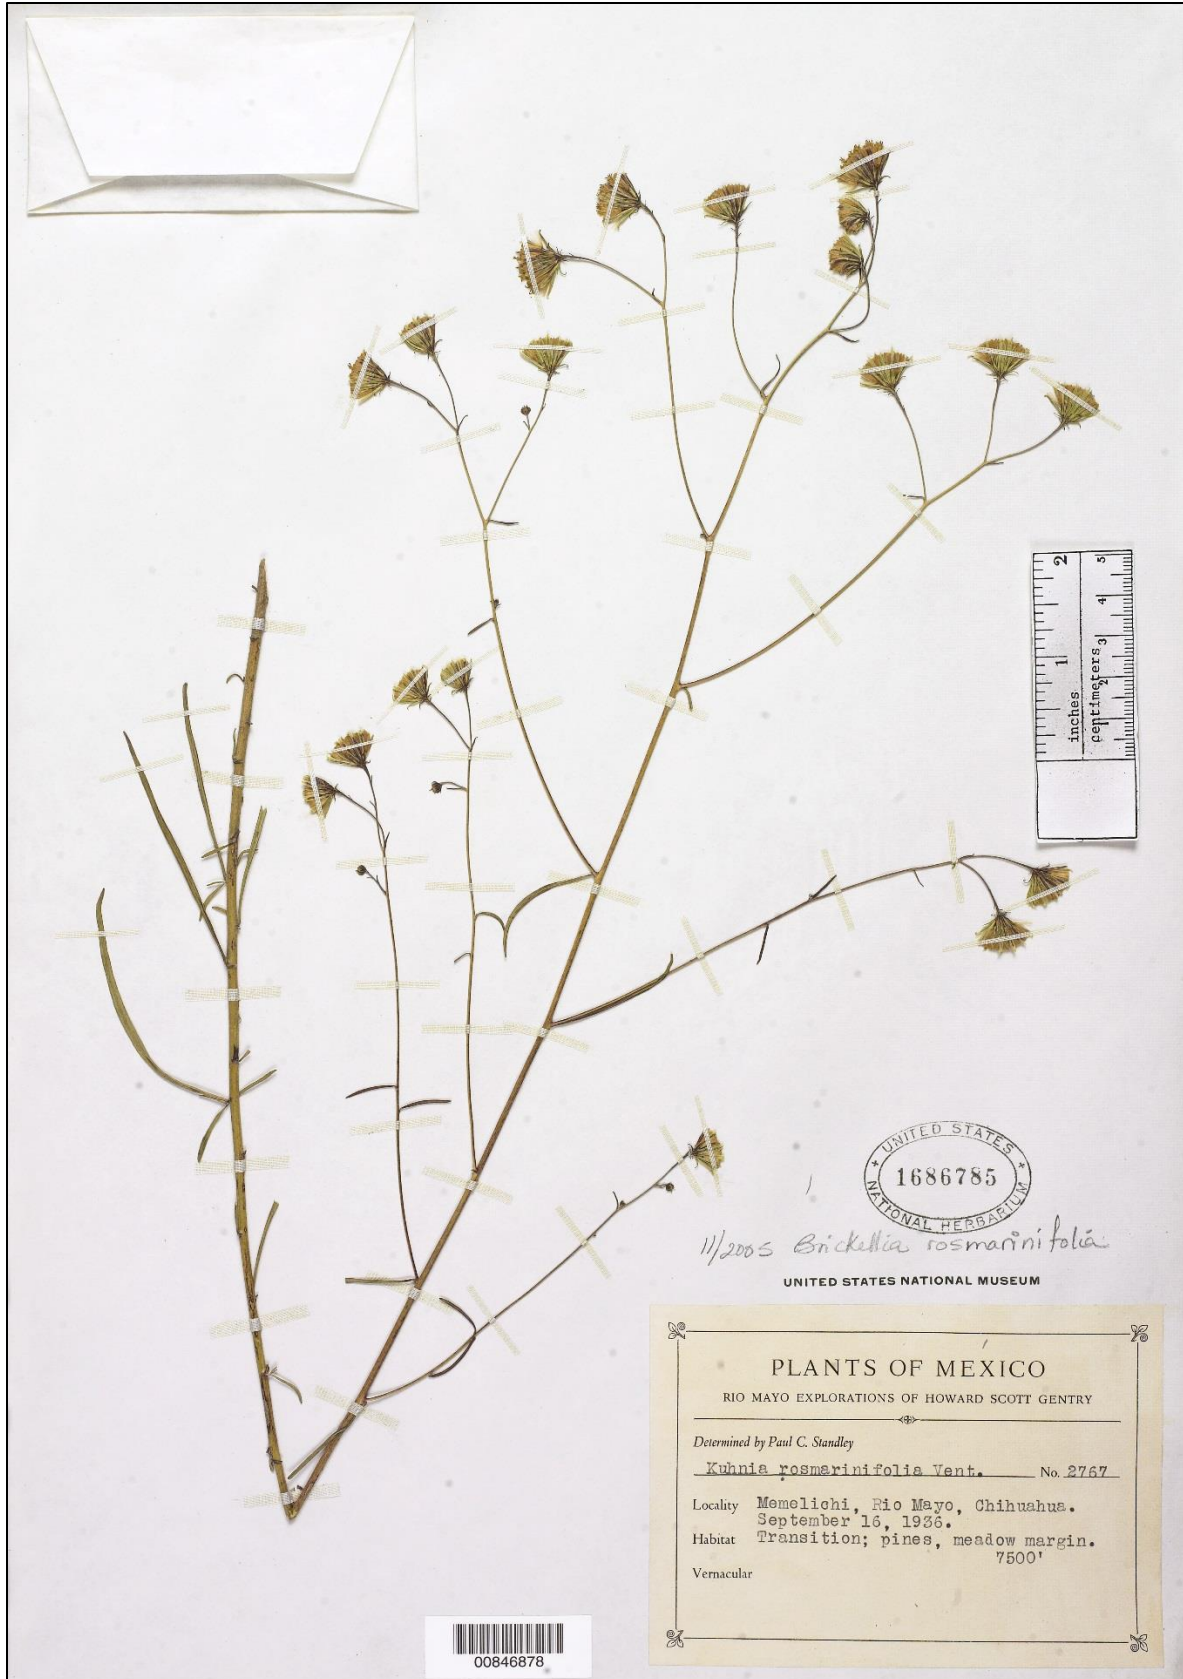 2
1
inches
5
4
3
2
centimeters
UNITED STATES
1686785
NATIONAL HERBARIUM
11/2005 Brickellia rosmarinifolia
UNITED STATES NATIONAL MUSEUM
PLANTS OF MEXICO
RIO MAYO EXPLORATIONS OF HOWARD SCOTT GENTRY
Determined by Paul C. Standley
Kuhnia rosmarinifolia Vent. No. 2767
Locality Memelichi, Rio Mayo, Chihuahua.
September 16, 1936.
Habitat Transition; pines, meadow margin.
7500'
Vernacular
00846878